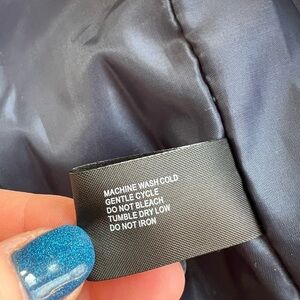 MACHINE WASH COLD
GENTLE CYCLE
DO NOT BLEACH
TUMBLE DRY LOW
DO NOT IRON